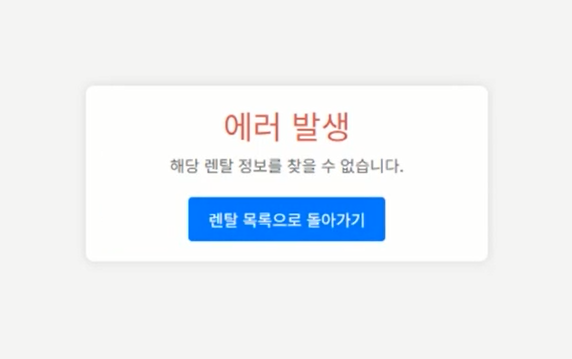 에러 발생
해당 렌탈 정보를 찾을 수 없습니다.
렌탈 목록으로 돌아가기